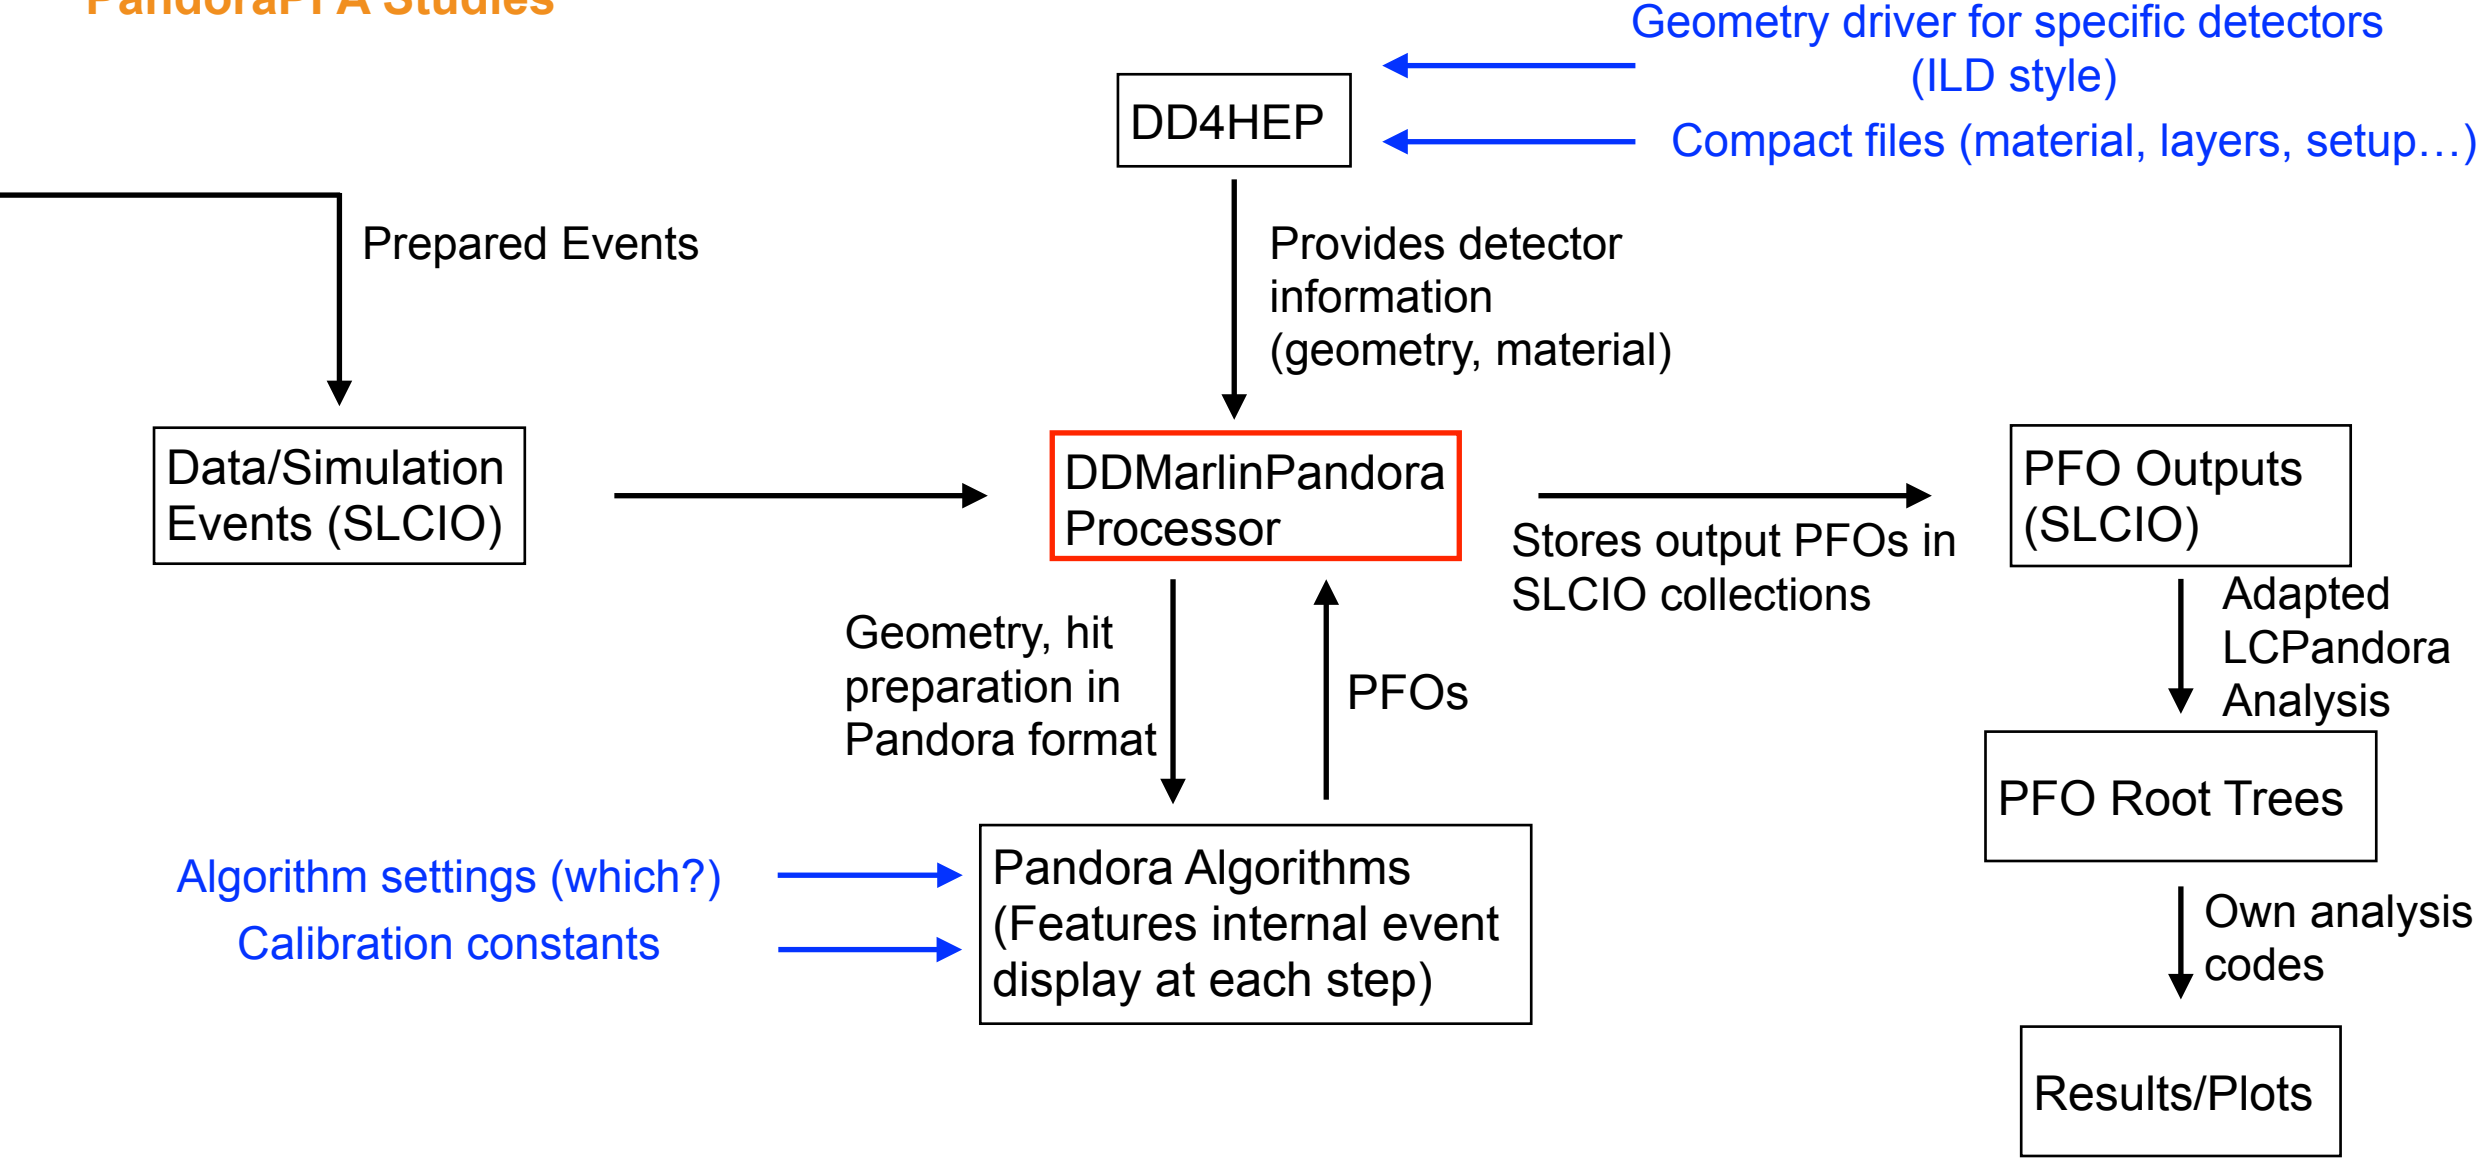 PandoraPFA Studies
Geometry driver for specific detectors
(ILD style)
DD4HEP
Compact files (material, layers, setup…)
Prepared Events
Provides detector
information
(geometry, material)
Data/Simulation
Events (SLCIO)
DDMarlinPandora
Processor
PFO Outputs
(SLCIO)
Stores output PFOs in
SLCIO collections
Adapted
LCPandora
Analysis
Geometry, hit
preparation in
Pandora format
PFOs
PFO Root Trees
Algorithm settings (which?)
Calibration constants
Pandora Algorithms
(Features internal event
display at each step)
Own analysis
codes
Results/Plots